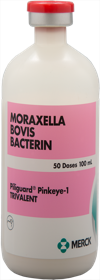 MORAXELLA
BOVIS
BACTERIN
50 Doses 100 mL
Piliguard® Pinkeye-1
TRIVALENT
MERCK